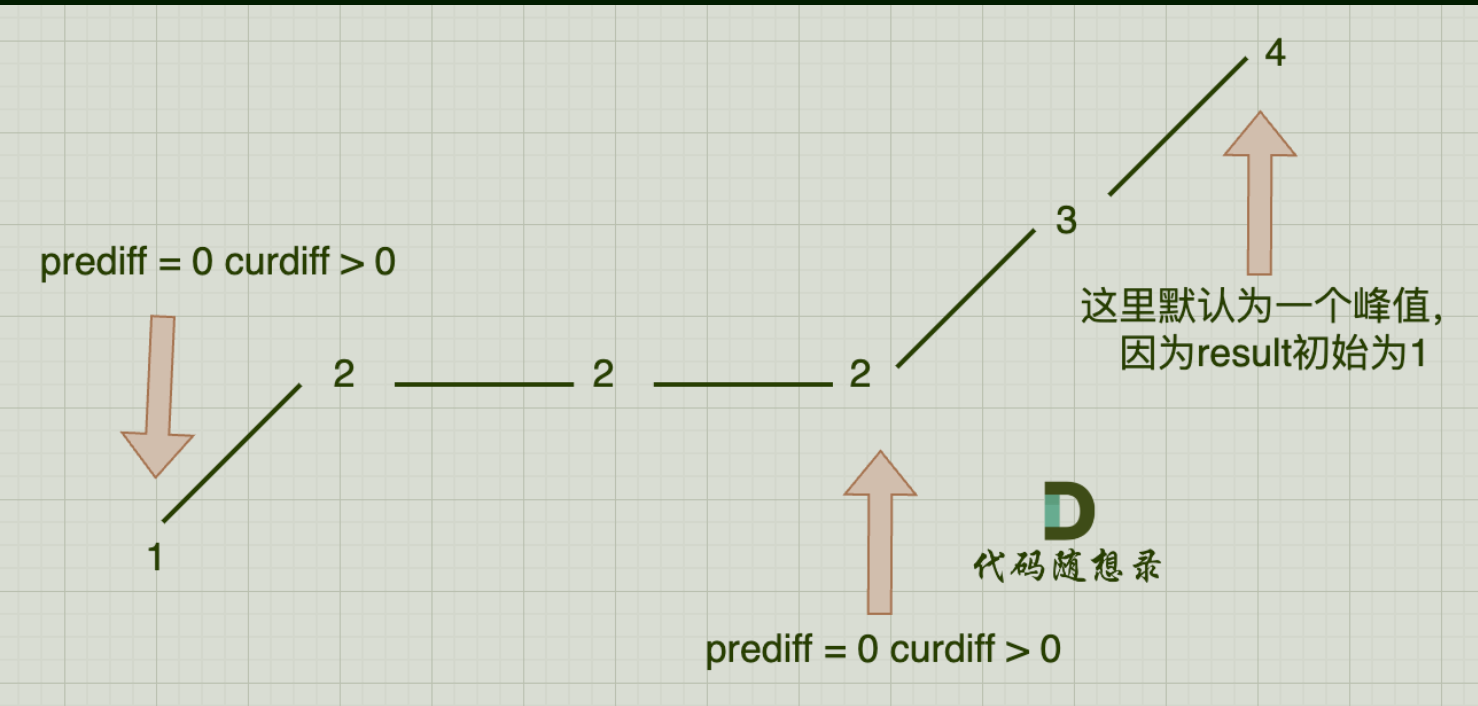 4
3
prediff = 0 curdiff > 0
这里默认为一个峰值，
因为result初始为1
2 2 2
1
代码随想录
prediff = 0 curdiff > 0